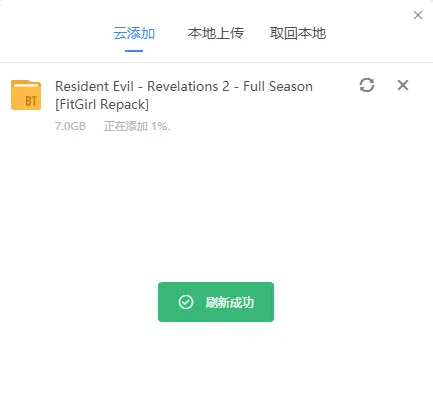 云添加 本地上传 取回本地
Resident Evil - Revelations 2 - Full Season
[FitGirl Repack]
BT
7.0GB 正在添加 1%.
刷新成功